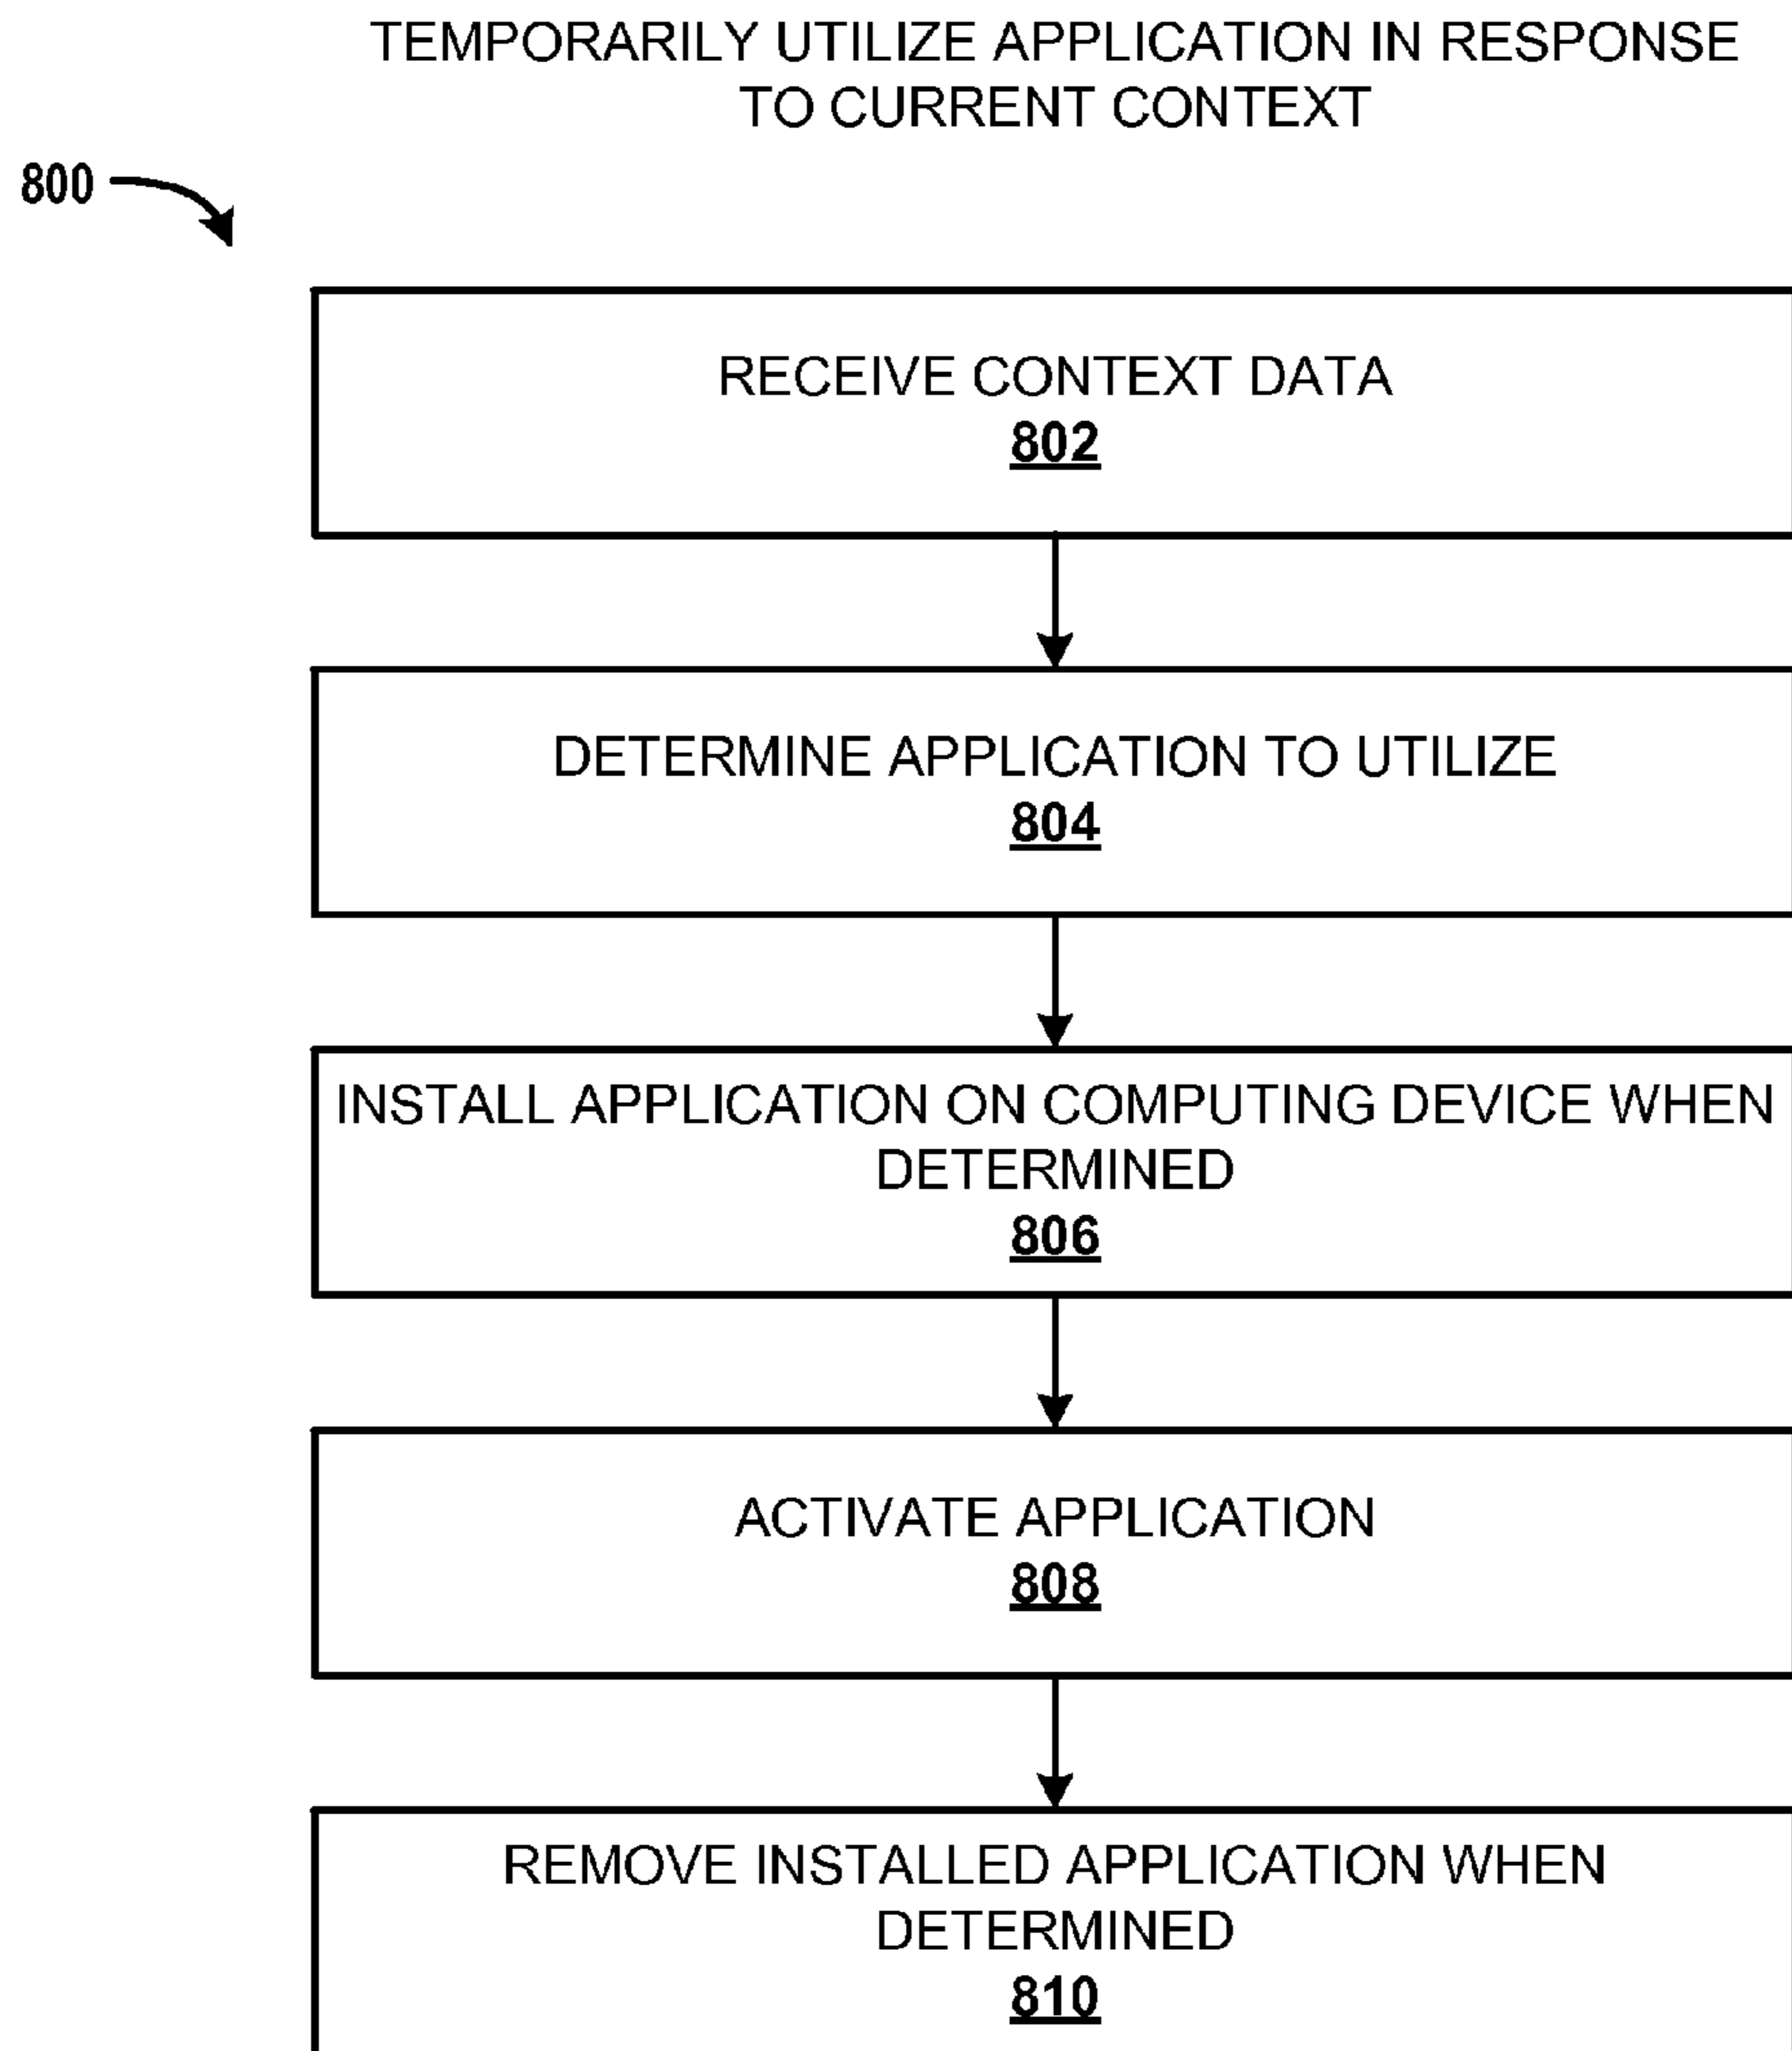 TEMPORARILY UTILIZE APPLICATION IN RESPONSE
TO CURRENT CONTEXT
800
RECEIVE CONTEXT DATA
802
DETERMINE APPLICATION TO UTILIZE
804
INSTALL APPLICATION ON COMPUTING DEVICE WHEN
DETERMINED
806
ACTIVATE APPLICATION
808
REMOVE INSTALLED APPLICATION WHEN
DETERMINED
810